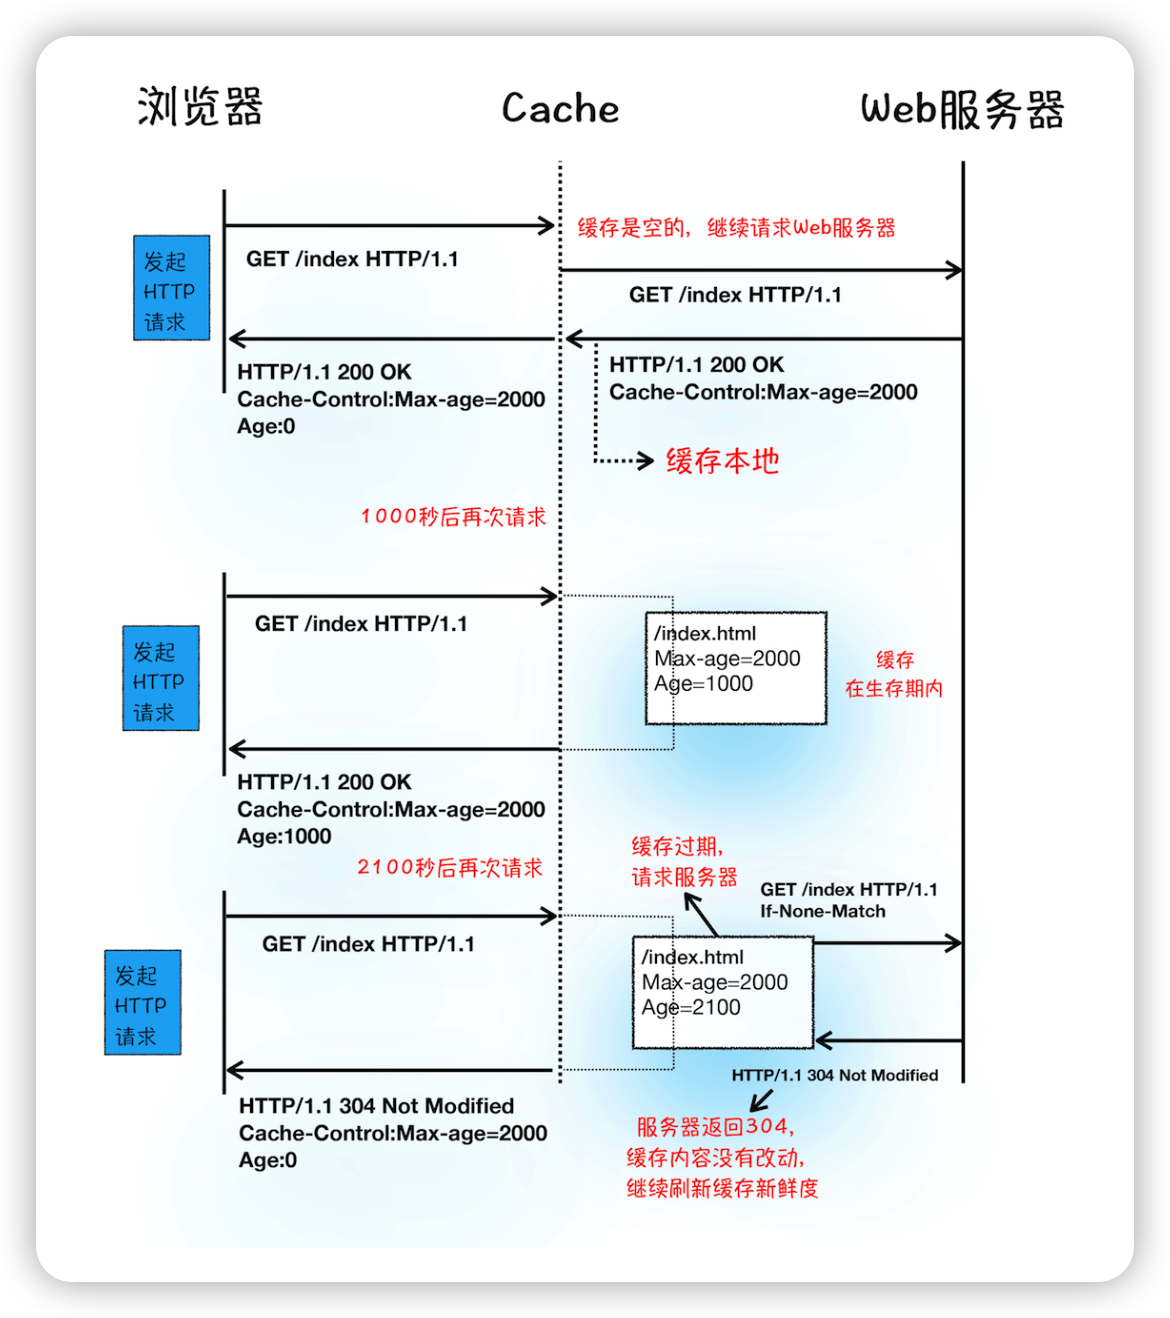 浏览器
Cache
Web服务器
缓存是空的，继续请求Web服务器
发起
HTTP
请求
GET /index HTTP/1.1
GET /index HTTP/1.1
HTTP/1.1 200 OK
Cache-Control:Max-age=2000
Age:0
HTTP/1.1 200 OK
Cache-Control:Max-age=2000
缓存本地
1000秒后再次请求
发起
HTTP
请求
GET /index HTTP/1.1
/index.html
Max-age=2000
Age=1000
缓存
在生存期内
HTTP/1.1 200 OK
Cache-Control:Max-age=2000
Age:1000
2100秒后再次请求
缓存过期，
请求服务器
GET /index HTTP/1.1
If-None-Match
发起
HTTP
请求
GET /index HTTP/1.1
/index.html
Max-age=2000
Age=2100
HTTP/1.1 304 Not Modified
HTTP/1.1 304 Not Modified
Cache-Control:Max-age=2000
Age:0
服务器返回304，
缓存内容没有改动，
继续刷新缓存新鲜度